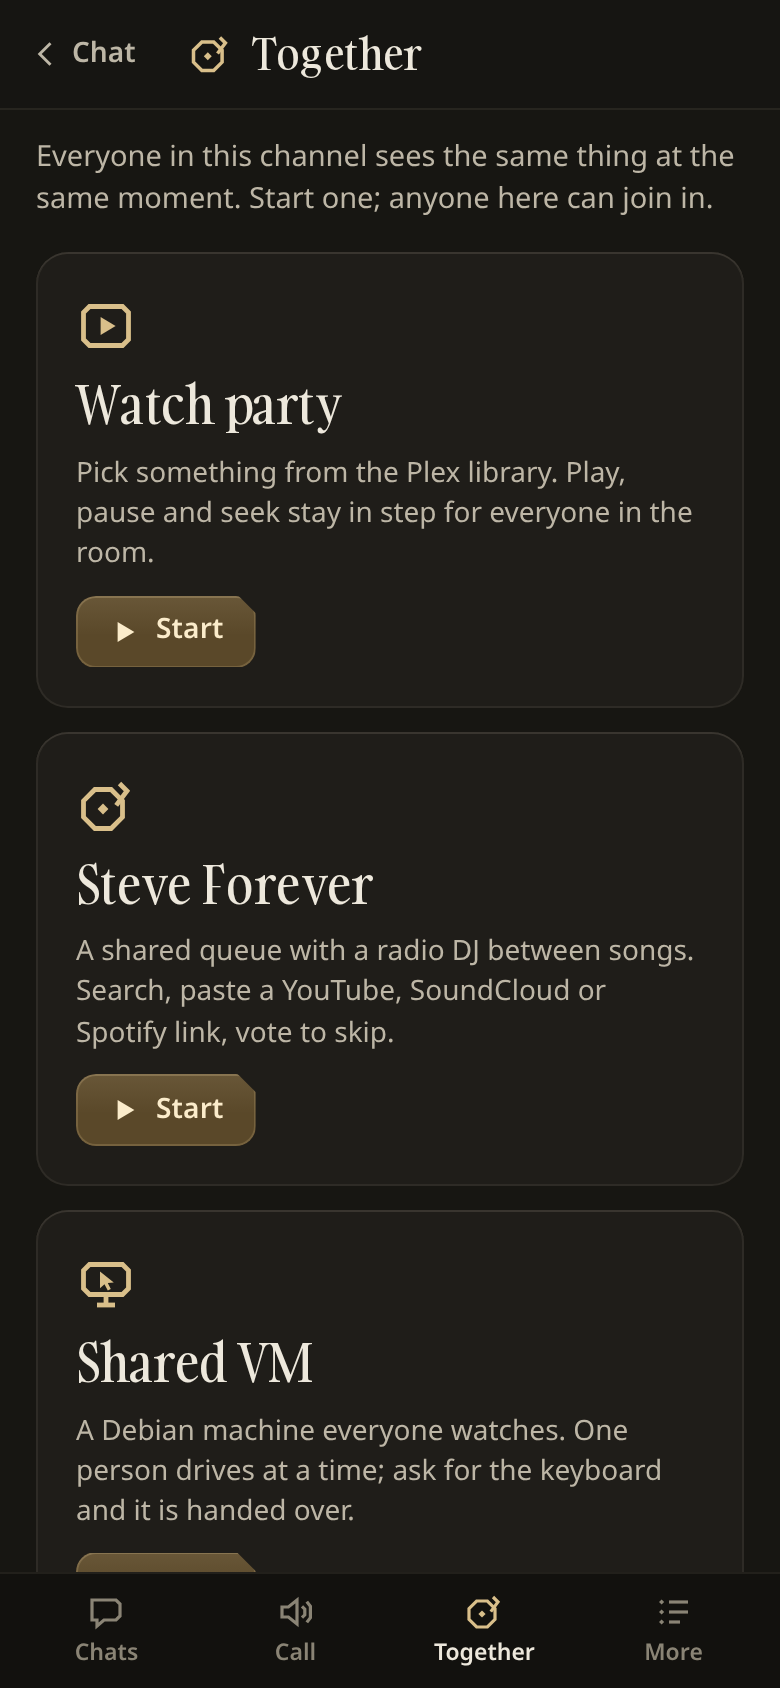 Chat
Together
Everyone in this channel sees the same thing at the
same moment. Start one; anyone here can join in.
Watch party
Pick something from the Plex library. Play,
pause and seek stay in step for everyone in the
room.
Start
Steve Forever
A shared queue with a radio DJ between songs.
Search, paste a YouTube, SoundCloud or
Spotify link, vote to skip.
Start
Shared VM
A Debian machine everyone watches. One
person drives at a time; ask for the keyboard
and it is handed over.
Chats
Call
Together
More